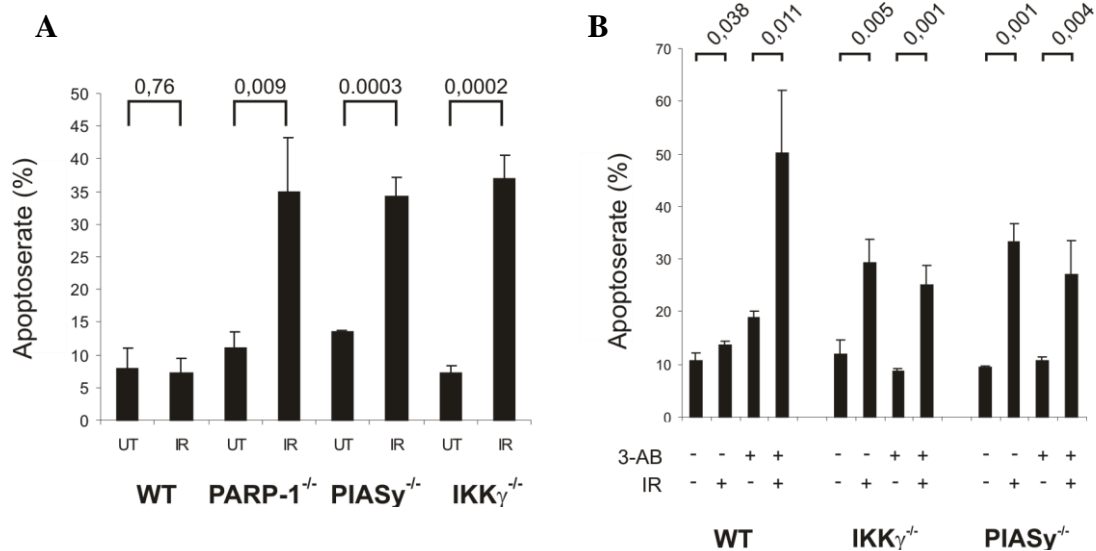 A
0,76 0,009 0.0003 0,0002
Apoptoserate (%)
50
45
40
35
30
25
20
15
10
5
0
UT IR UT IR UT IR UT IR
WT PARP-1⁻/⁻ PIASy⁻/⁻ IKKγ⁻/⁻
B
0,038 0,011 0.005 0,001 0,001 0,004
Apoptoserate (%)
70
60
50
40
30
20
10
0
3-AB - - + + - - + + - - + +
IR - + - + - + - + - + - +
WT IKKγ⁻/⁻ PIASy⁻/⁻